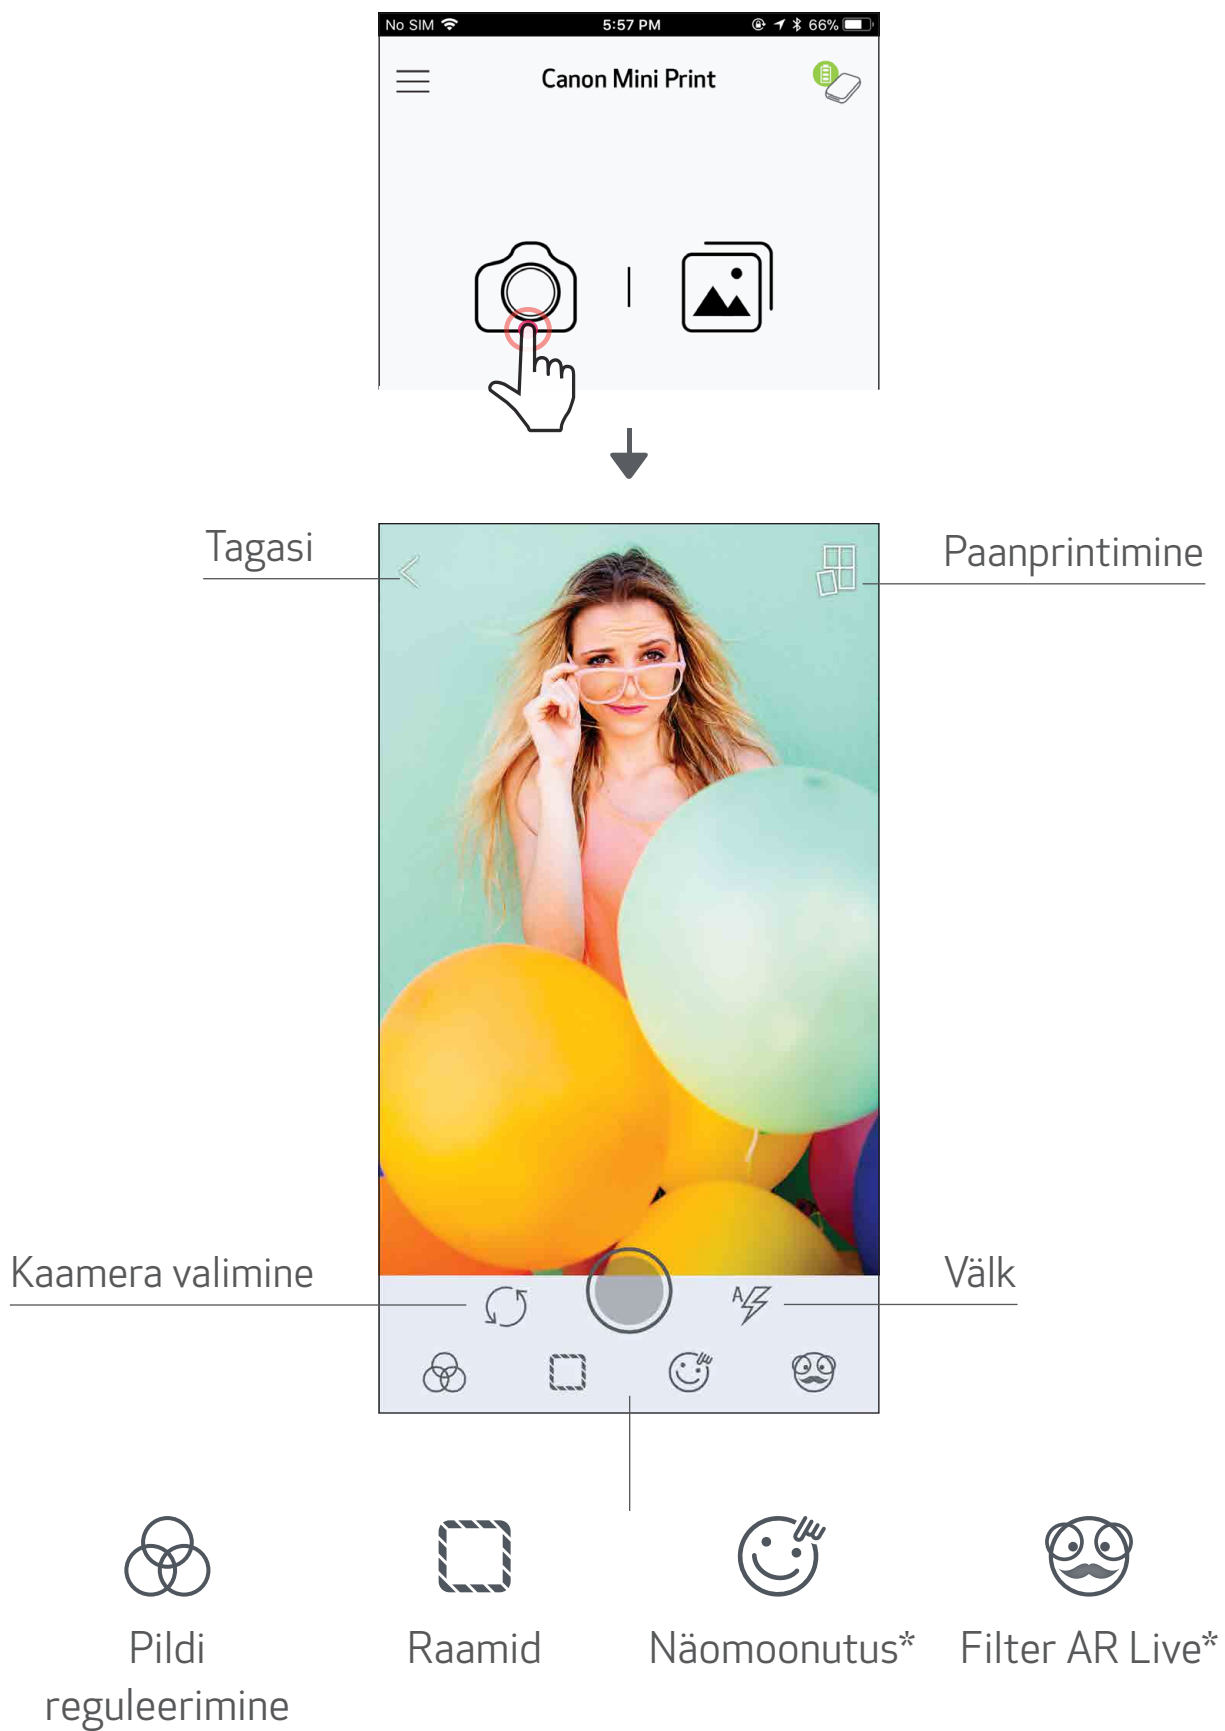 No SIM 5:57 PM 66%
Canon Mini Print
Tagasi
Paanprintimine
Kaamera valimine
Välk
A
Pildi
reguleerimine
Raamid
Näomoonutus*
Filter AR Live*